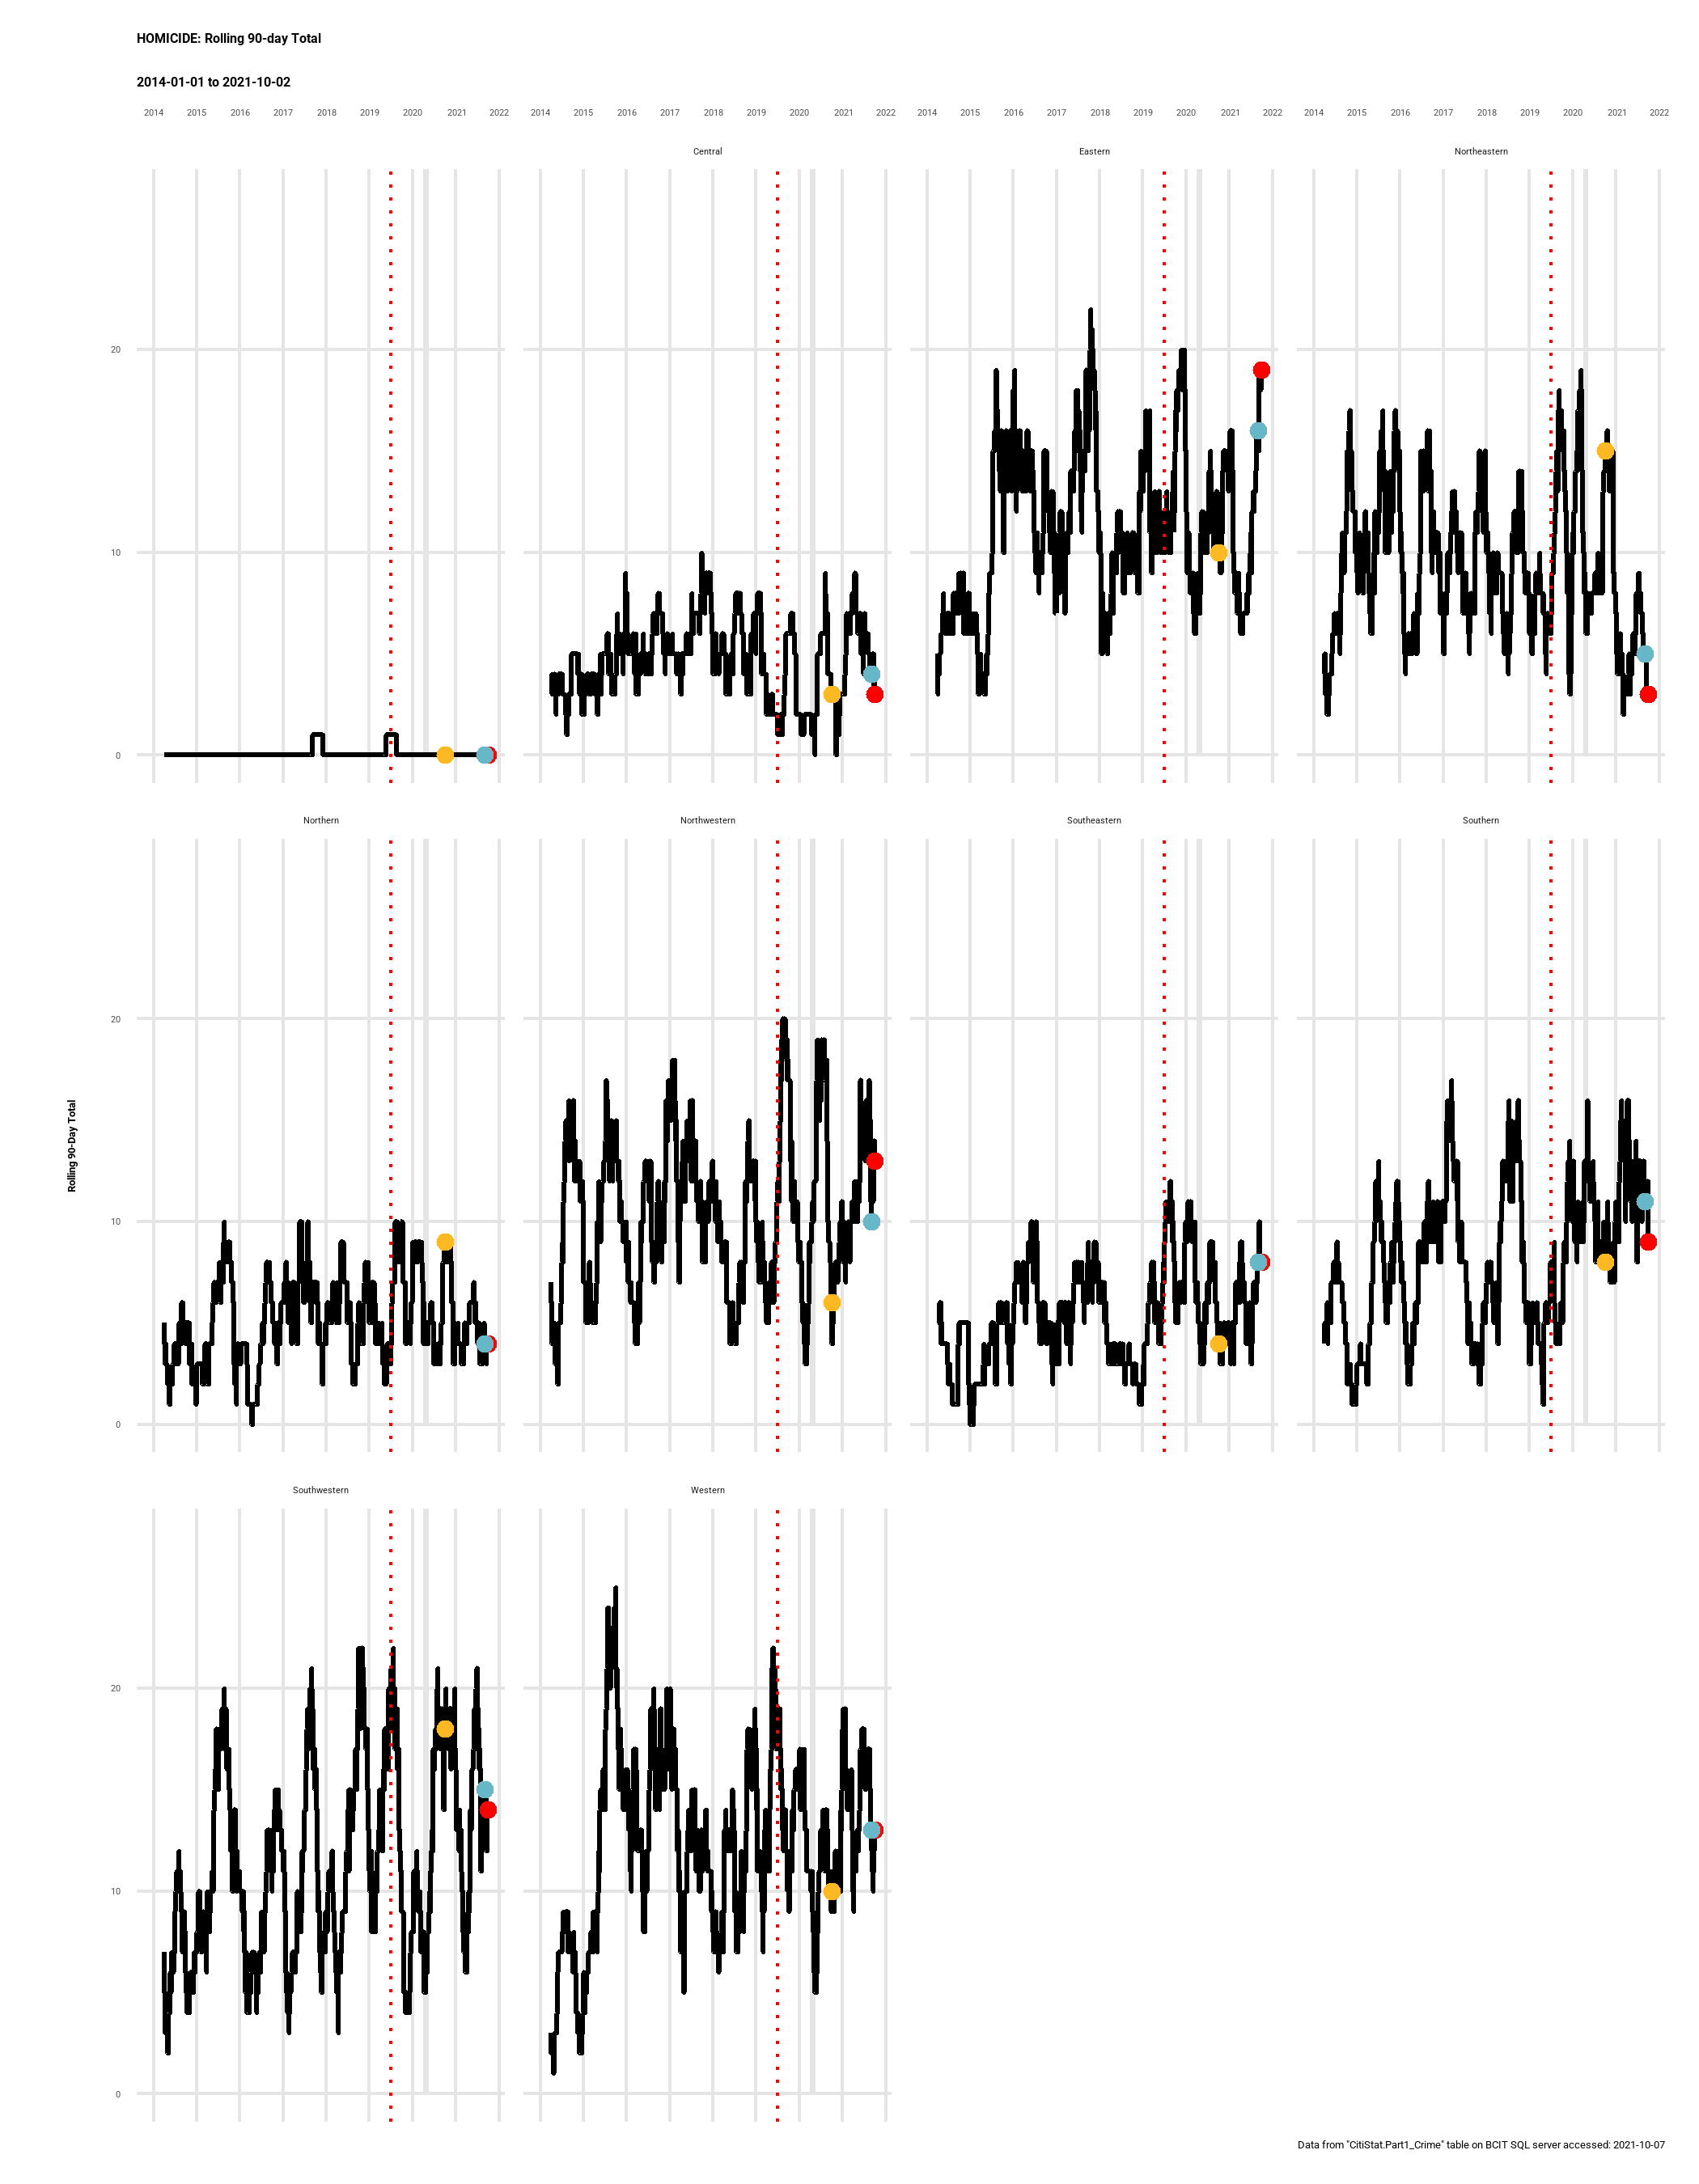 HOMICIDE: Rolling 90-day Total
2014-01-01 to 2021-10-02
2014 2015 2016 2017 2018 2019 2020 2021 2022 2014 2015 2016 2017 2018 2019 2020 2021 2022 2014 2015 2016 2017 2018 2019 2020 2021 2022 2014 2015 2016 2017 2018 2019 2020 2021 2022
Central Eastern Northeastern
20
10
0
Northern Northwestern Southeastern Southern
20
10
0
Rolling 90-Day Total
Southwestern Western
20
10
0
Data from "CitiStat.Part1_Crime" table on BCIT SQL server accessed: 2021-10-07